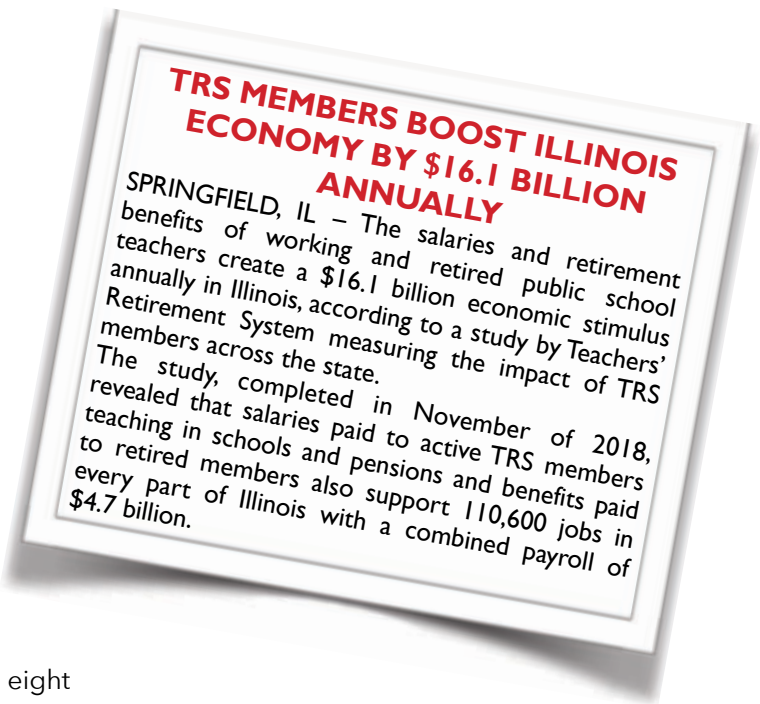 TRS MEMBERS BOOST ILLINOIS
ECONOMY BY $16.1 BILLION
ANNUALLY
SPRINGFIELD, IL – The salaries and retirement
benefits of working and retired public school
teachers create a $16.1 billion economic stimulus
annually in Illinois, according to a study by Teachers’
Retirement System measuring the impact of TRS
members across the state.
The study, completed in November of 2018,
revealed that salaries paid to active TRS members
teaching in schools and pensions and benefits paid
to retired members also support 110,600 jobs in
every part of Illinois with a combined payroll of
$4.7 billion.
eight